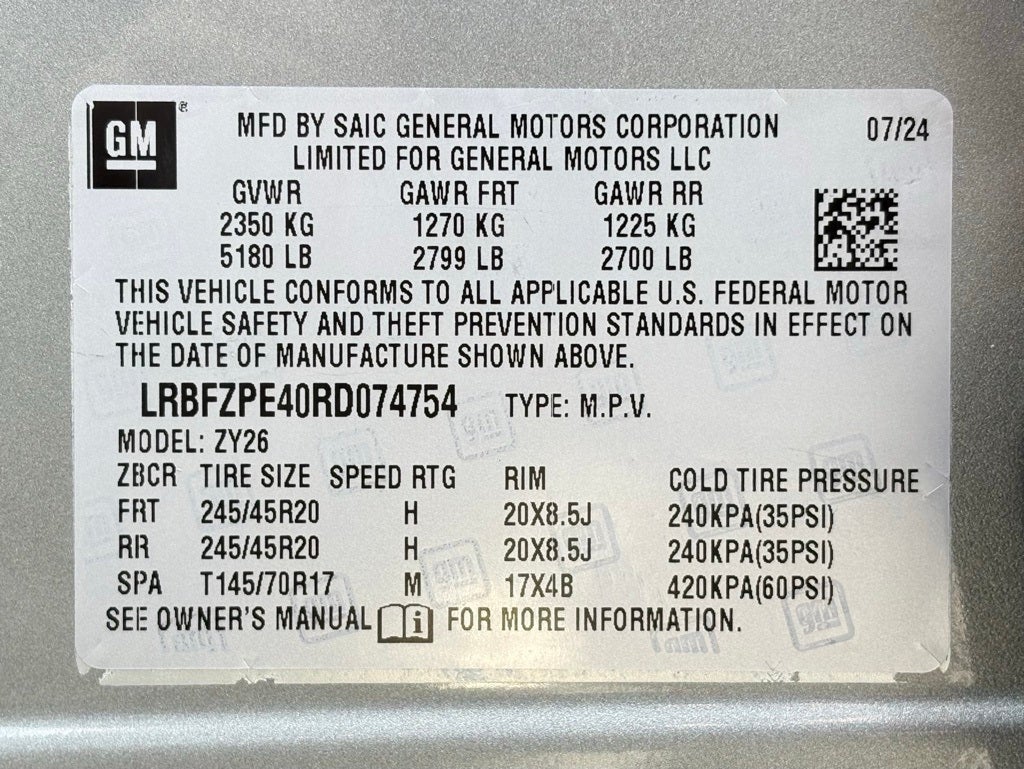 GM
MFD BY SAIC GENERAL MOTORS CORPORATION 07/24
LIMITED FOR GENERAL MOTORS LLC
GVWR GAWR FRT GAWR RR
2350 KG 1270 KG 1225 KG
5180 LB 2799 LB 2700 LB
THIS VEHICLE CONFORMS TO ALL APPLICABLE U.S. FEDERAL MOTOR
VEHICLE SAFETY AND THEFT PREVENTION STANDARDS IN EFFECT ON
THE DATE OF MANUFACTURE SHOWN ABOVE.
LRBFZPE40RD074754 TYPE: M.P.V.
MODEL: ZY26
ZBCR TIRE SIZE SPEED RTG RIM COLD TIRE PRESSURE
FRT 245/45R20 H 20X8.5J 240KPA(35PSI)
RR 245/45R20 H 20X8.5J 240KPA(35PSI)
SPA T145/70R17 M 17X4B 420KPA(60PSI)
SEE OWNER'S MANUAL i FOR MORE INFORMATION.